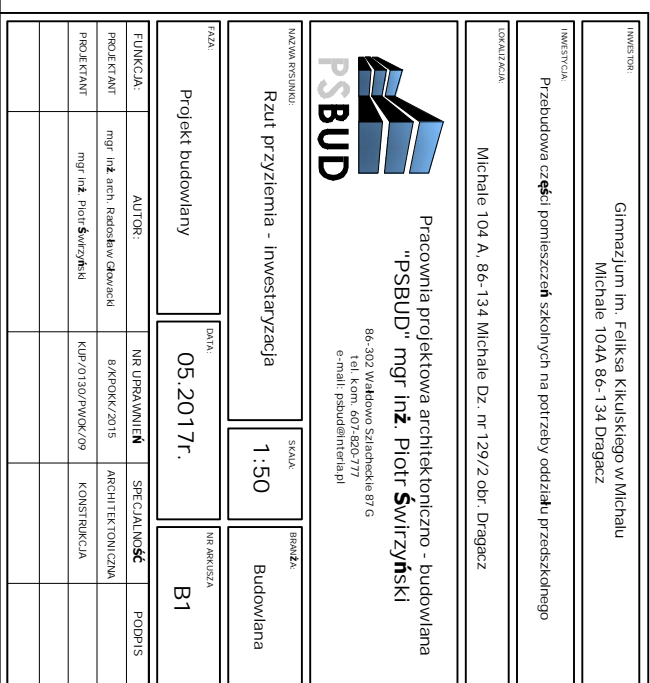 INWESTOR:
Gimnazjum im. Feliksa Kikulskiego w Michalu
Michale 104A 86-134 Dragacz
INWESTYCJA:
Przebudowa części pomieszczeń szkolnych na potrzeby oddziału przedszkolnego
LOKALIZACJA:
Michale 104 A, 86-134 Michale Dz. nr 129/2 obr. Dragacz
PSBUD
Pracownia projektowa architektoniczno - budowlana
"PSBUD" mgr inż. Piotr Świrzyński
86-302 Wałdowo Szlacheckie 87 G
tel. kom. 607-820-777
e-mail: psbud@interia.pl
NAZWA RYSUNKU:
Rzut przyziemia - inwestaryzacja
SKALA:
1:50
BRANŻA:
Budowlana
FAZA:
Projekt budowlany
DATA:
05.2017r.
NR ARKUSZA
B1
FUNKCJA: AUTOR: NR UPRAWNIEŃ SPECJALNOŚĆ PODPIS
PROJEKTANT mgr inż. arch. Radosław Głowacki 8/KPOKK/2015 ARCHITEKTONICZNA
PROJEKTANT mgr inż. Piotr Świrzyński KUP/0130/PWOK/09 KONSTRUKCJA